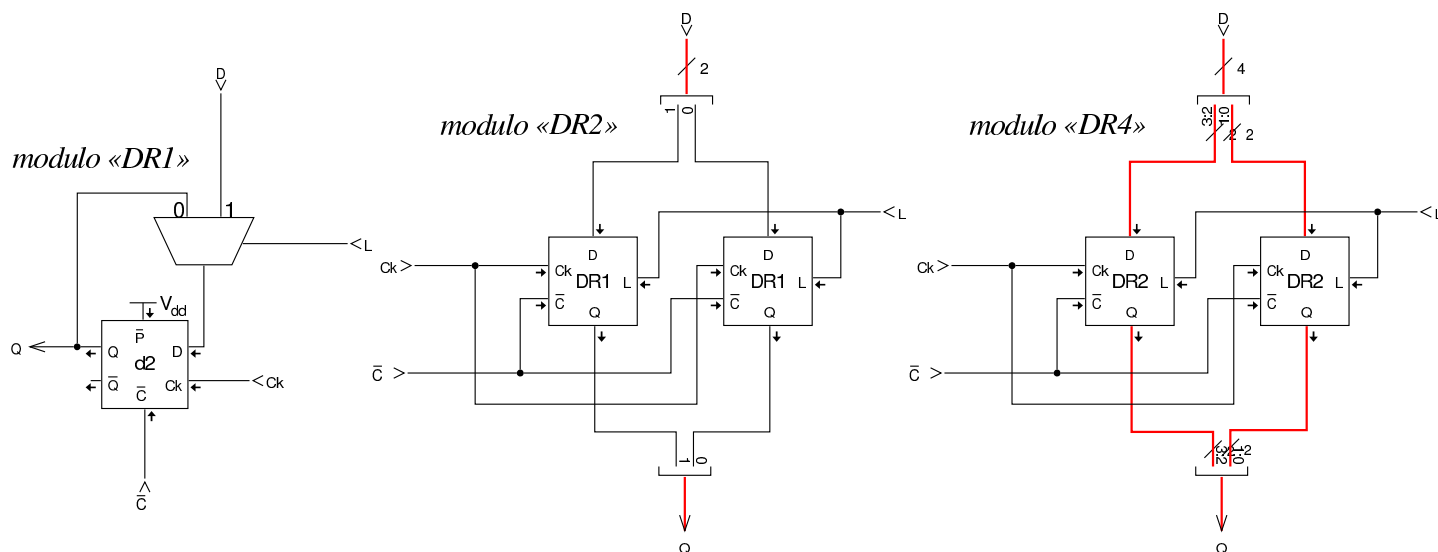 modulo «DR1»
D
0 1
L
Vdd
P̅
Q
Q D
d2
Q̅ Ck
C̅
Ck
C̅
modulo «DR2»
D
2
1 0
L
Ck
D
Ck DR1 L
C̅
Q
D
Ck DR1 L
C̅
Q
C̅
1 0
Q
modulo «DR4»
D
4
3:2 1:0
2 2
L
Ck
D
Ck DR2 L
C̅
Q
D
Ck DR2 L
C̅
Q
C̅
3:2 1:0
2
Q